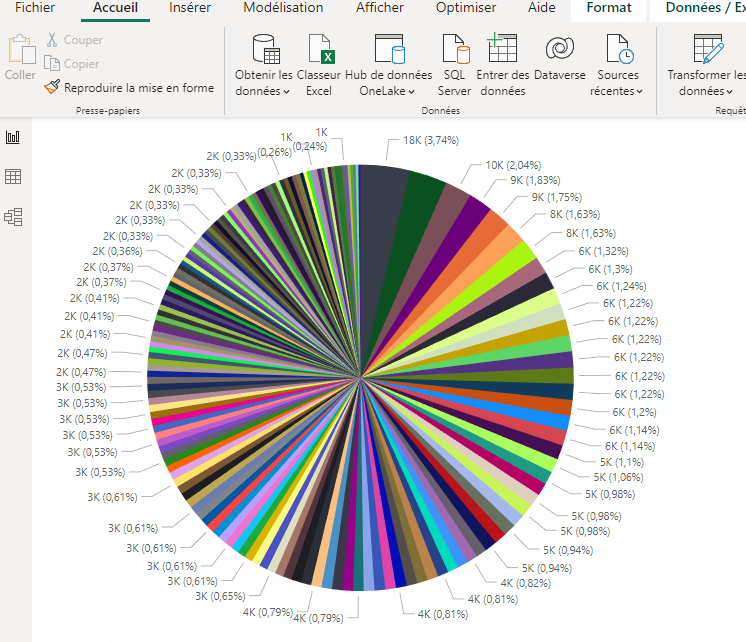 Fichier Accueil Insérer Modélisation Afficher Optimiser Aide Format Données / Ex
Coller
Couper
Copier
Reproduire la mise en forme
Presse-papiers
Obtenir les
données
Classeur
Excel
Hub de données
OneLake
SQL
Server
Entrer des
données
Dataverse
Sources
récentes
Données
Transformer les
données
Requêt
18K (3,74%)
10K (2,04%)
9K (1,83%)
9K (1,75%)
8K (1,63%)
8K (1,63%)
6K (1,32%)
6K (1,3%)
6K (1,24%)
6K (1,22%)
6K (1,22%)
6K (1,22%)
6K (1,22%)
6K (1,22%)
6K (1,22%)
6K (1,2%)
6K (1,14%)
6K (1,14%)
5K (1,1%)
5K (1,06%)
5K (0,98%)
5K (0,98%)
5K (0,98%)
5K (0,94%)
5K (0,94%)
4K (0,82%)
4K (0,81%)
4K (0,81%)
4K (0,79%)
4K (0,79%)
3K (0,65%)
3K (0,61%)
3K (0,61%)
3K (0,61%)
3K (0,61%)
3K (0,61%)
3K (0,53%)
3K (0,53%)
3K (0,53%)
3K (0,53%)
3K (0,53%)
3K (0,53%)
2K (0,47%)
2K (0,47%)
2K (0,41%)
2K (0,41%)
2K (0,41%)
2K (0,37%)
2K (0,37%)
2K (0,36%)
2K (0,33%)
2K (0,33%)
2K (0,33%)
2K (0,33%)
2K (0,33%)
2K (0,33%)
(0,26%)
1K
(0,24%)
1K